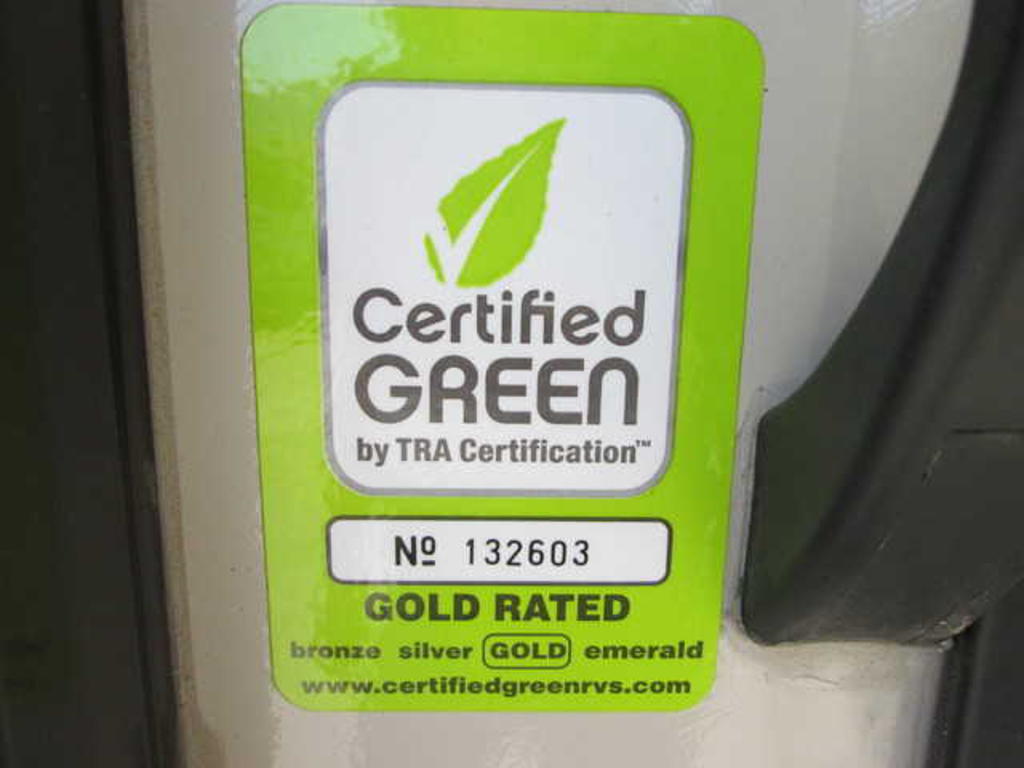 Certified
GREEN
by TRA Certification™
Nº 132603
GOLD RATED
bronze silver GOLD emerald
www.certifiedgreenrvs.com